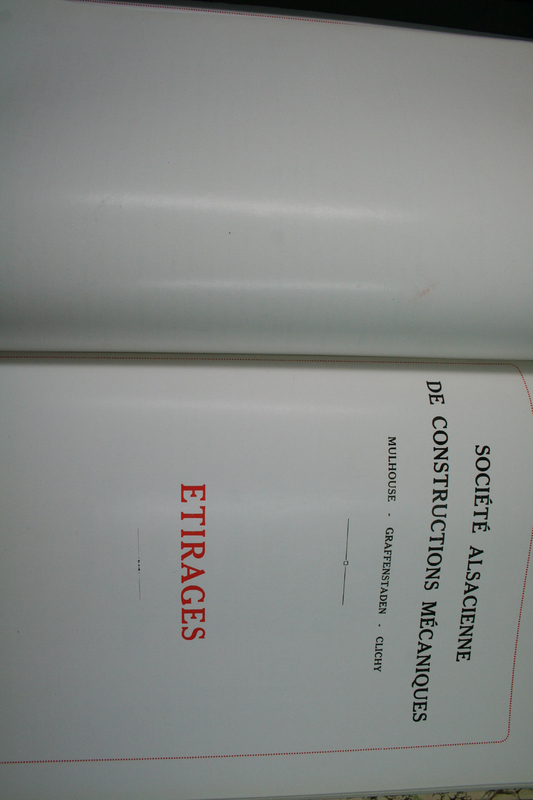 SOCIÉTÉ ALSACIENNE
DE CONSTRUCTIONS MÉCANIQUES
MULHOUSE - GRAFFENSTADEN - CLICHY
ETIRAGES